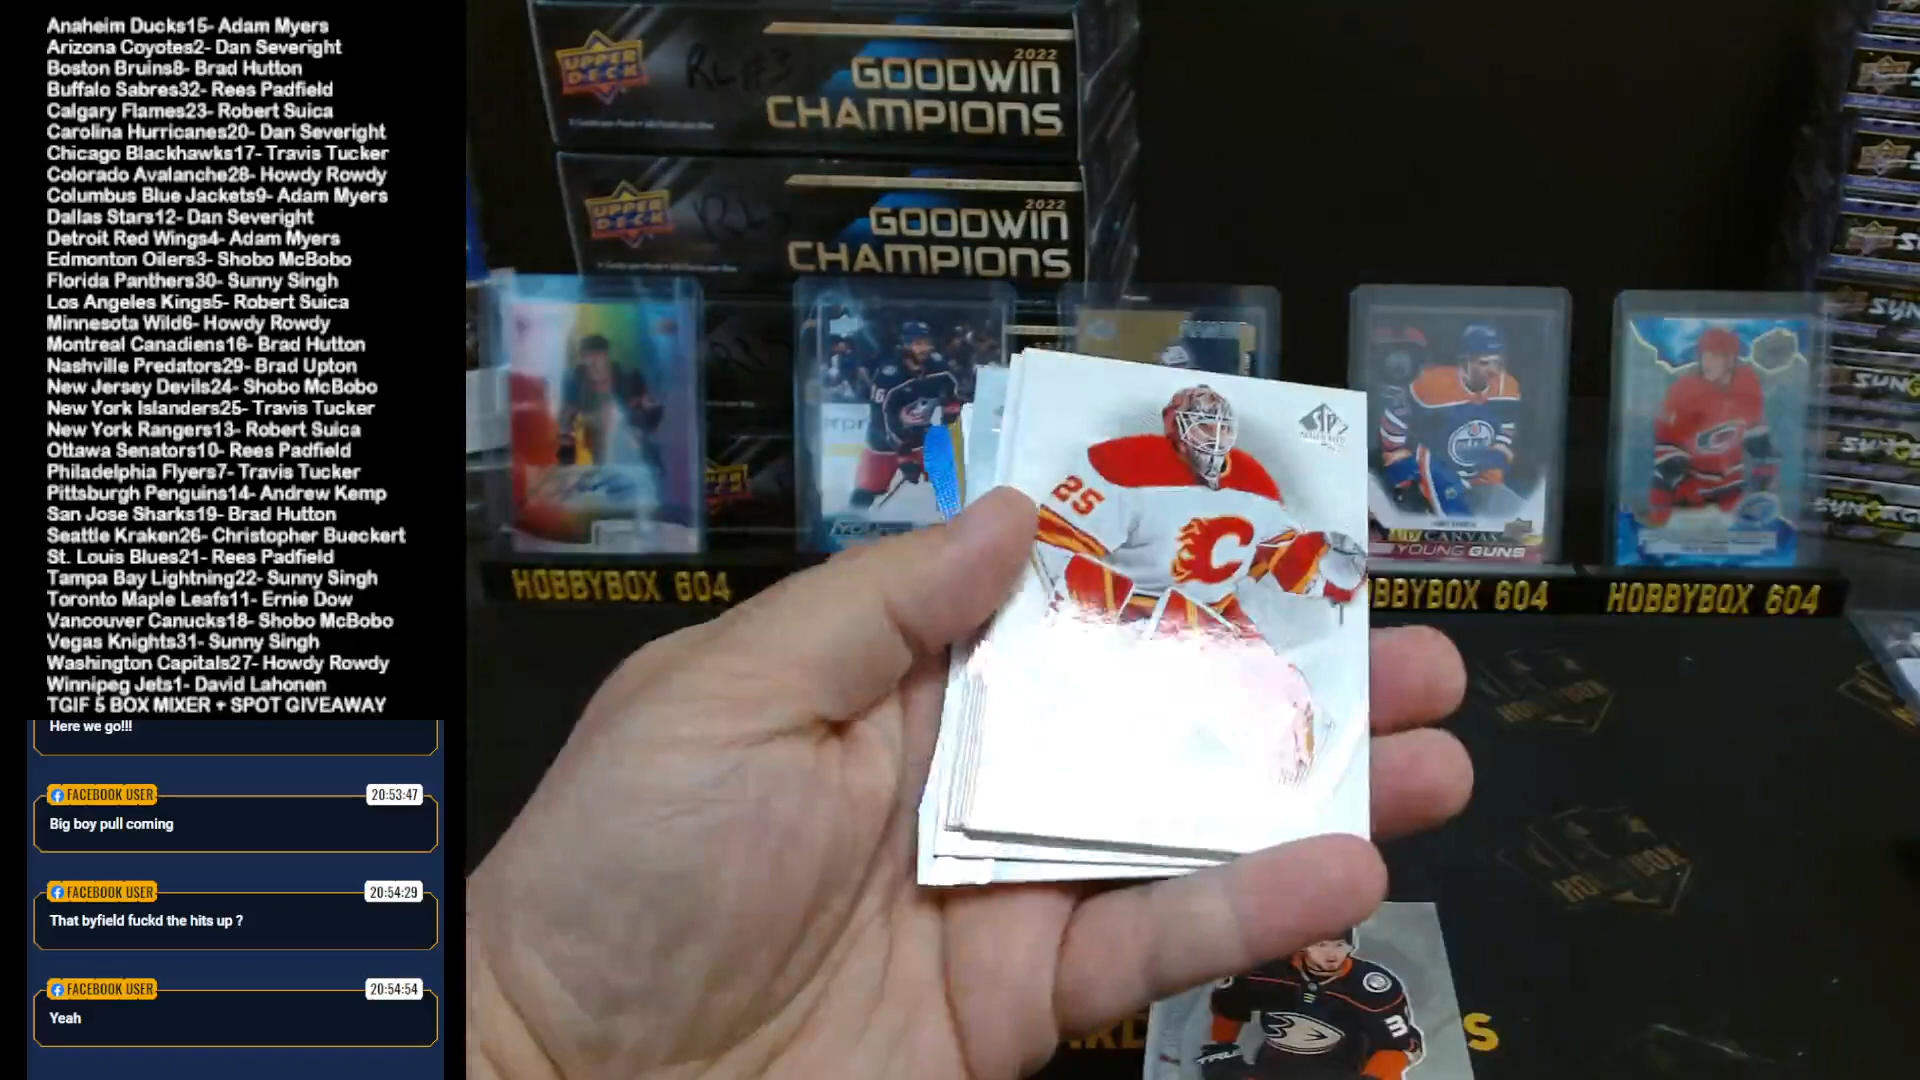 Anaheim Ducks15- Adam Myers
Arizona Coyotes2- Dan Severight
Boston Bruins8- Brad Hutton
Buffalo Sabres32- Rees Padfield
Calgary Flames23- Robert Suica
Carolina Hurricanes20- Dan Severight
Chicago Blackhawks17- Travis Tucker
Colorado Avalanche28- Howdy Rowdy
Columbus Blue Jackets9- Adam Myers
Dallas Stars12- Dan Severight
Detroit Red Wings4- Adam Myers
Edmonton Oilers3- Shobo McBobo
Florida Panthers30- Sunny Singh
Los Angeles Kings5- Robert Suica
Minnesota Wild6- Howdy Rowdy
Montreal Canadiens16- Brad Hutton
Nashville Predators29- Brad Upton
New Jersey Devils24- Shobo McBobo
New York Islanders25- Travis Tucker
New York Rangers13- Robert Suica
Ottawa Senators10- Rees Padfield
Philadelphia Flyers7- Travis Tucker
Pittsburgh Penguins14- Andrew Kemp
San Jose Sharks19- Brad Hutton
Seattle Kraken26- Christopher Bueckert
St. Louis Blues21- Rees Padfield
Tampa Bay Lightning22- Sunny Singh
Toronto Maple Leafs11- Ernie Dow
Vancouver Canucks18- Shobo McBobo
Vegas Knights31- Sunny Singh
Washington Capitals27- Howdy Rowdy
Winnipeg Jets1- David Lahonen
TGIF 5 BOX MIXER + SPOT GIVEAWAY
Here we go!!!
FACEBOOK USER 20:53:47
Big boy pull coming
FACEBOOK USER 20:54:29
That byfield fuckd the hits up ?
FACEBOOK USER 20:54:54
Yeah
UPPER DECK
2022
GOODWIN
CHAMPIONS
UPPER DECK
2022
GOODWIN
CHAMPIONS
25
C
CANVAS
YOUNG GUNS
HOBBYBOX 604
BBYBOX 604
HOBBYBOX 604
3
S